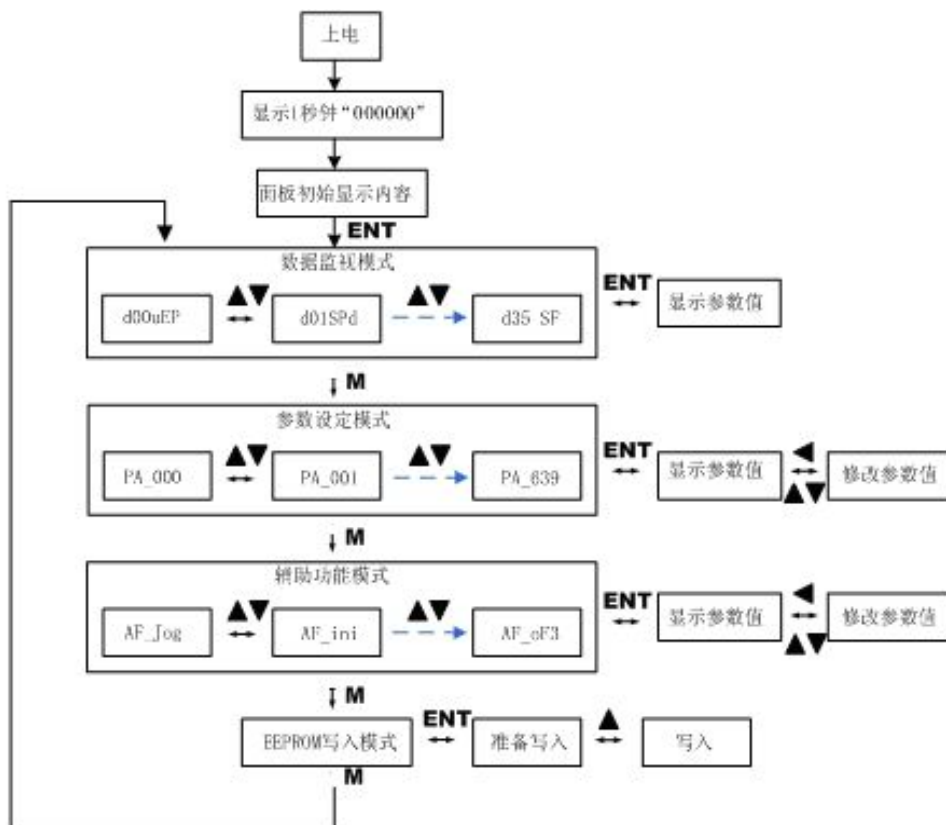 上电
显示1秒钟“000000”
面板初始显示内容
ENT
数据监视模式
d00uEP
d01SPd
d35 SF
ENT
显示参数值
M
参数设定模式
PA_000
PA_001
PA_639
ENT
显示参数值
修改参数值
M
辅助功能模式
AF_Jog
AF_ini
AF_oF3
ENT
显示参数值
修改参数值
M
EEPROM写入模式
ENT
准备写入
写入
M